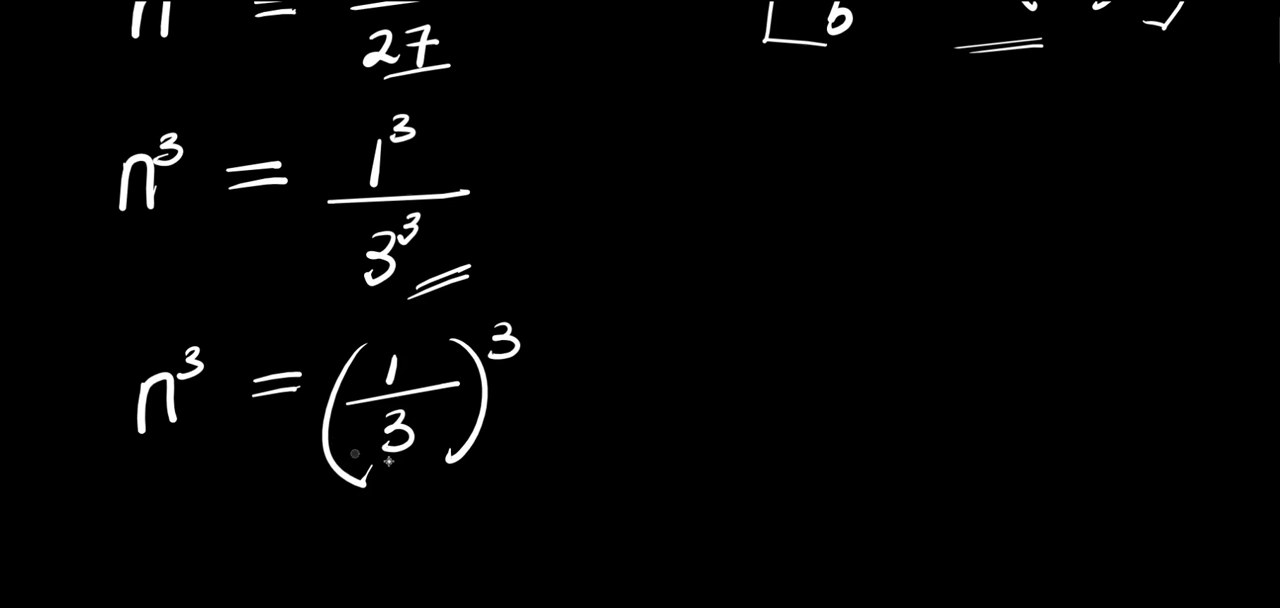 n = / 27
b
n³ = 1³ / 3³
n³ = (1 / 3)³